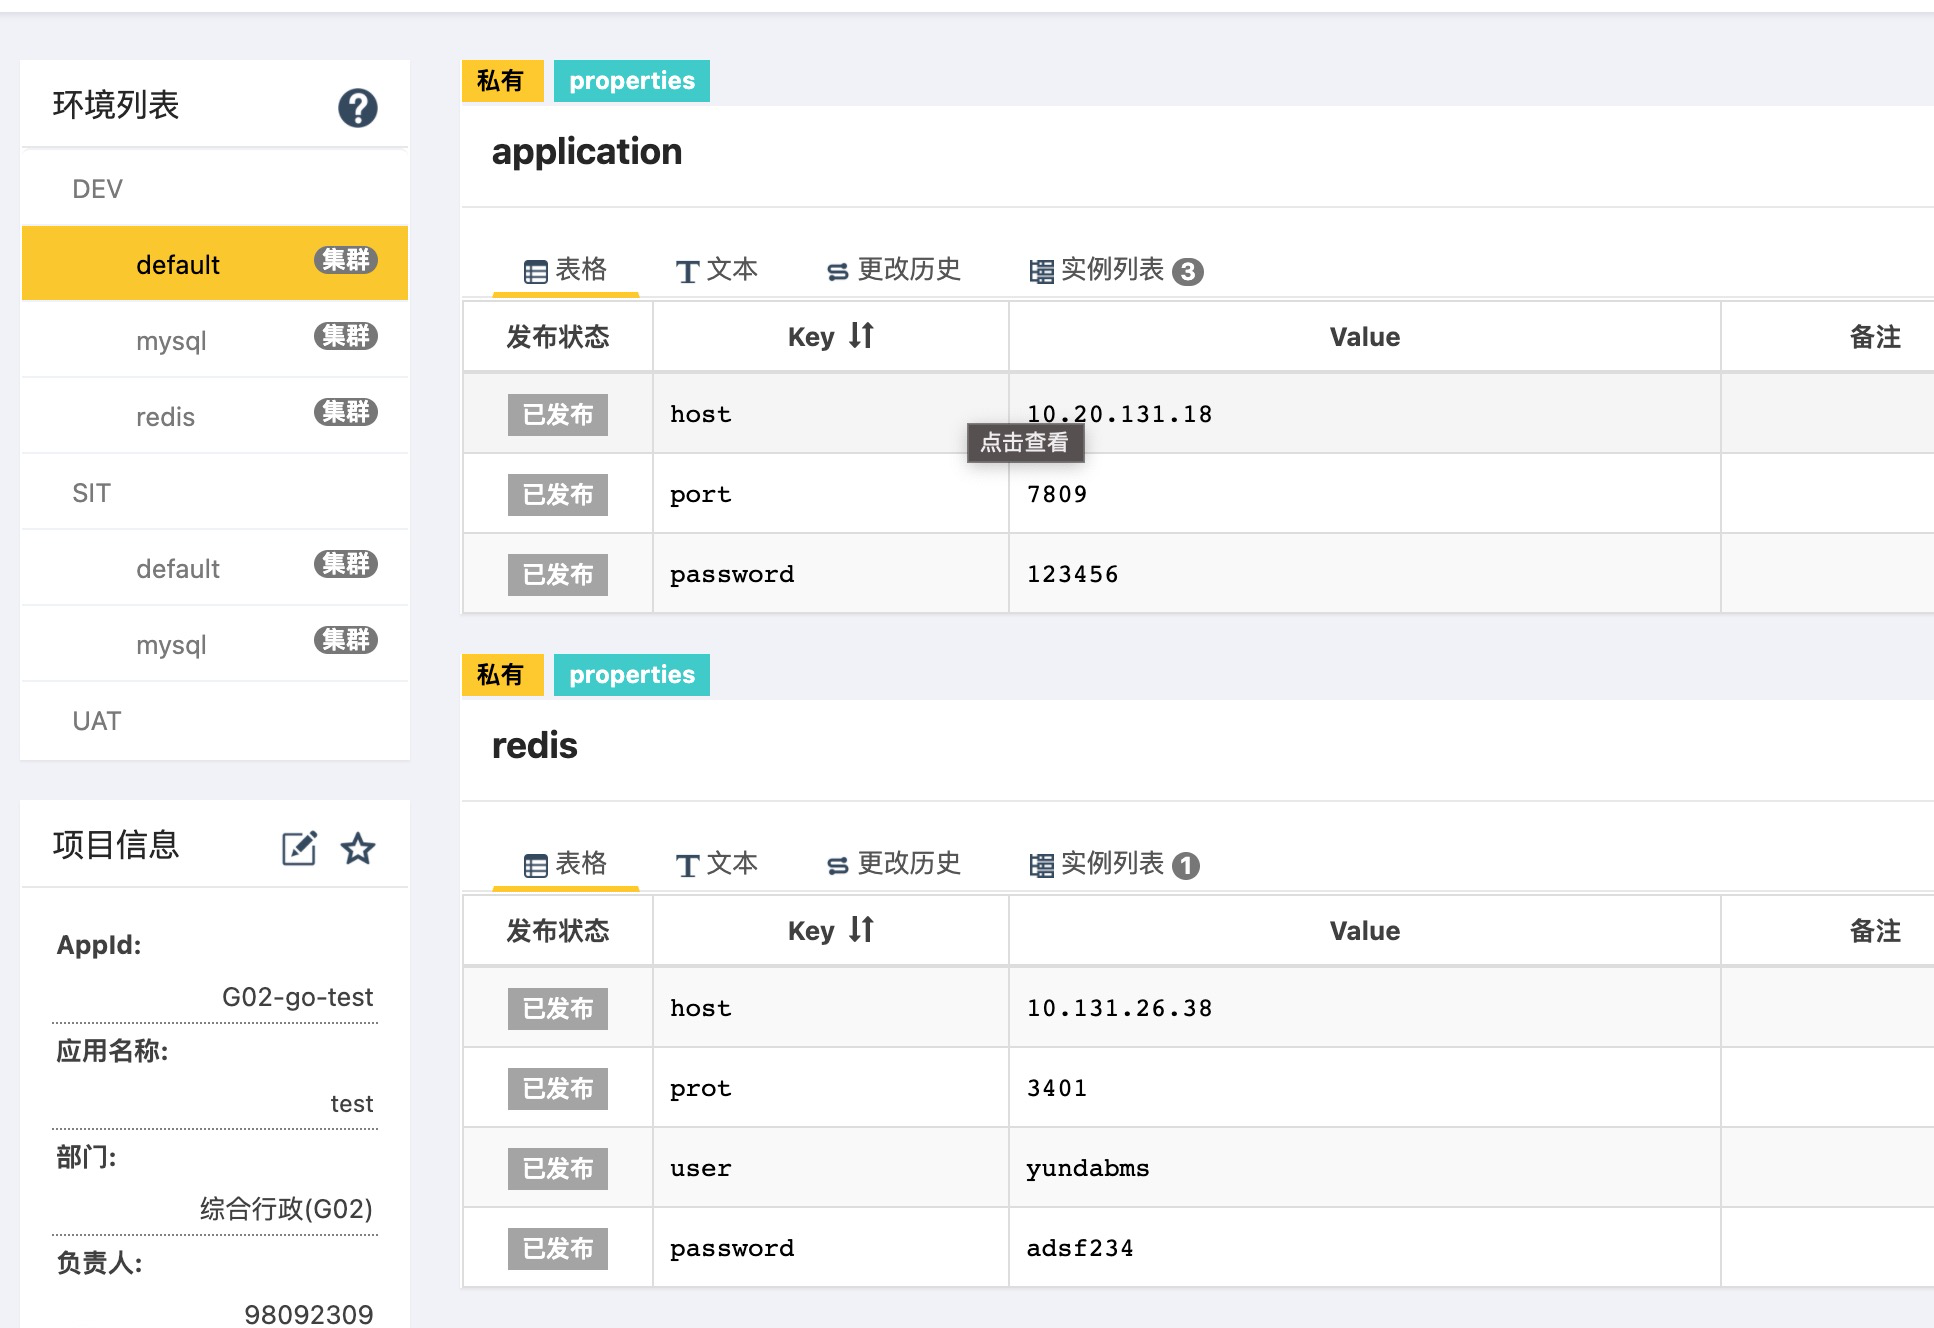 环境列表
DEV
default 集群
mysql 集群
redis 集群
SIT
default 集群
mysql 集群
UAT
项目信息
AppId:
G02-go-test
应用名称:
test
部门:
综合行政(G02)
负责人:
98092309
私有 properties
application
表格 文本 更改历史 实例列表 3
发布状态 Key Value 备注
已发布 host 10.20.131.18
点击查看
已发布 port 7809
已发布 password 123456
私有 properties
redis
表格 文本 更改历史 实例列表 1
发布状态 Key Value 备注
已发布 host 10.131.26.38
已发布 prot 3401
已发布 user yundabms
已发布 password adsf234